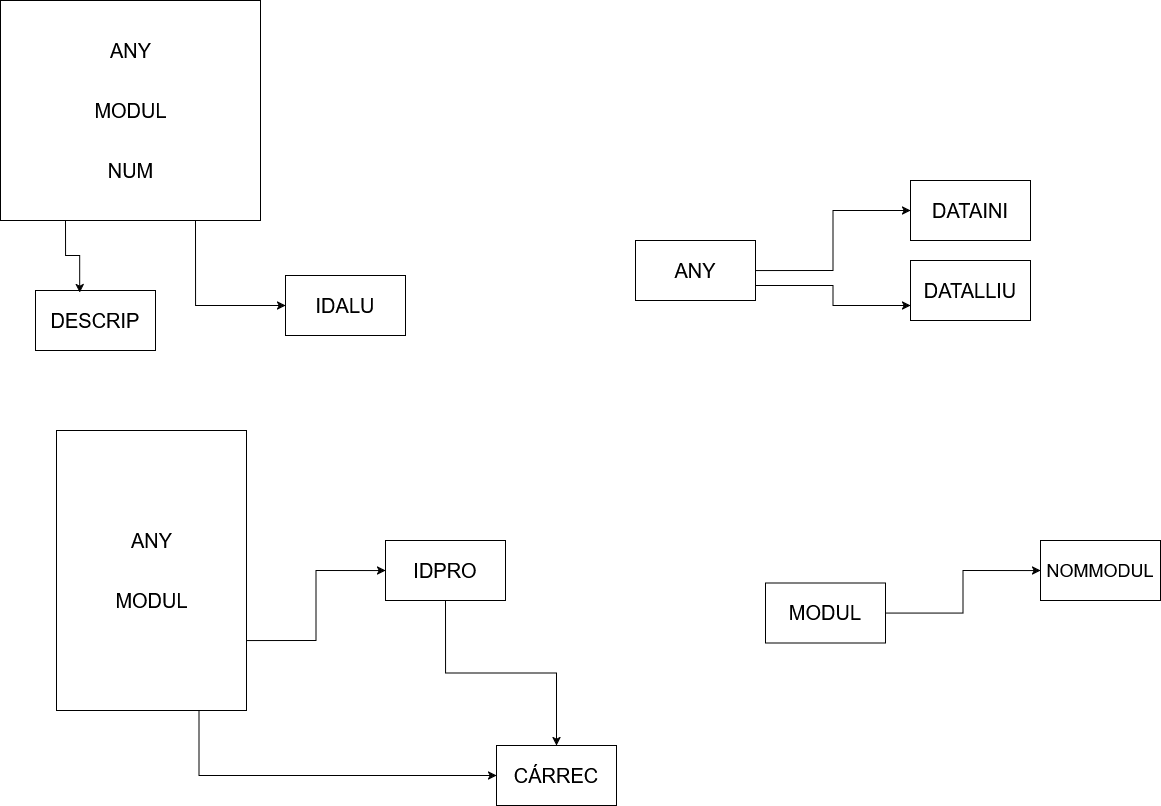 ANY
MODUL
NUM
DESCRIP
IDALU
ANY
DATAINI
DATALLIU
ANY
MODUL
IDPRO
CÁRREC
MODUL
NOMMODUL